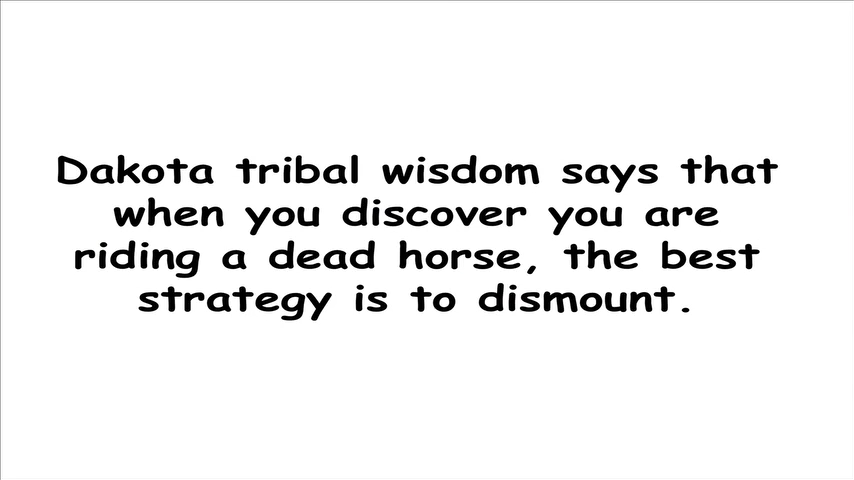 Dakota tribal wisdom says that
when you discover you are
riding a dead horse, the best
strategy is to dismount.